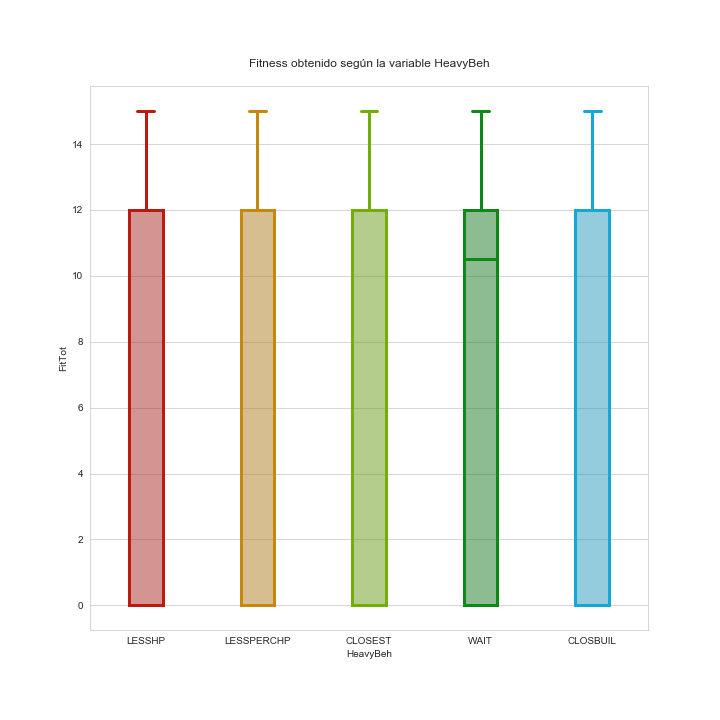 Fitness obtenido según la variable HeavyBeh
14
12
10
8
6
4
2
0
FitTot
LESSHP LESSPERCHP CLOSEST WAIT CLOSBUIL
HeavyBeh